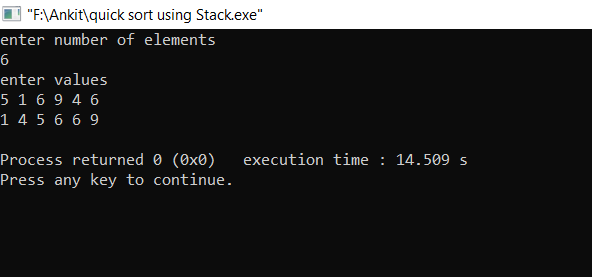 "F:\Ankit\quick sort using Stack.exe"
enter number of elements
6
enter values
5 1 6 9 4 6
1 4 5 6 6 9
Process returned 0 (0x0)   execution time : 14.509 s
Press any key to continue.